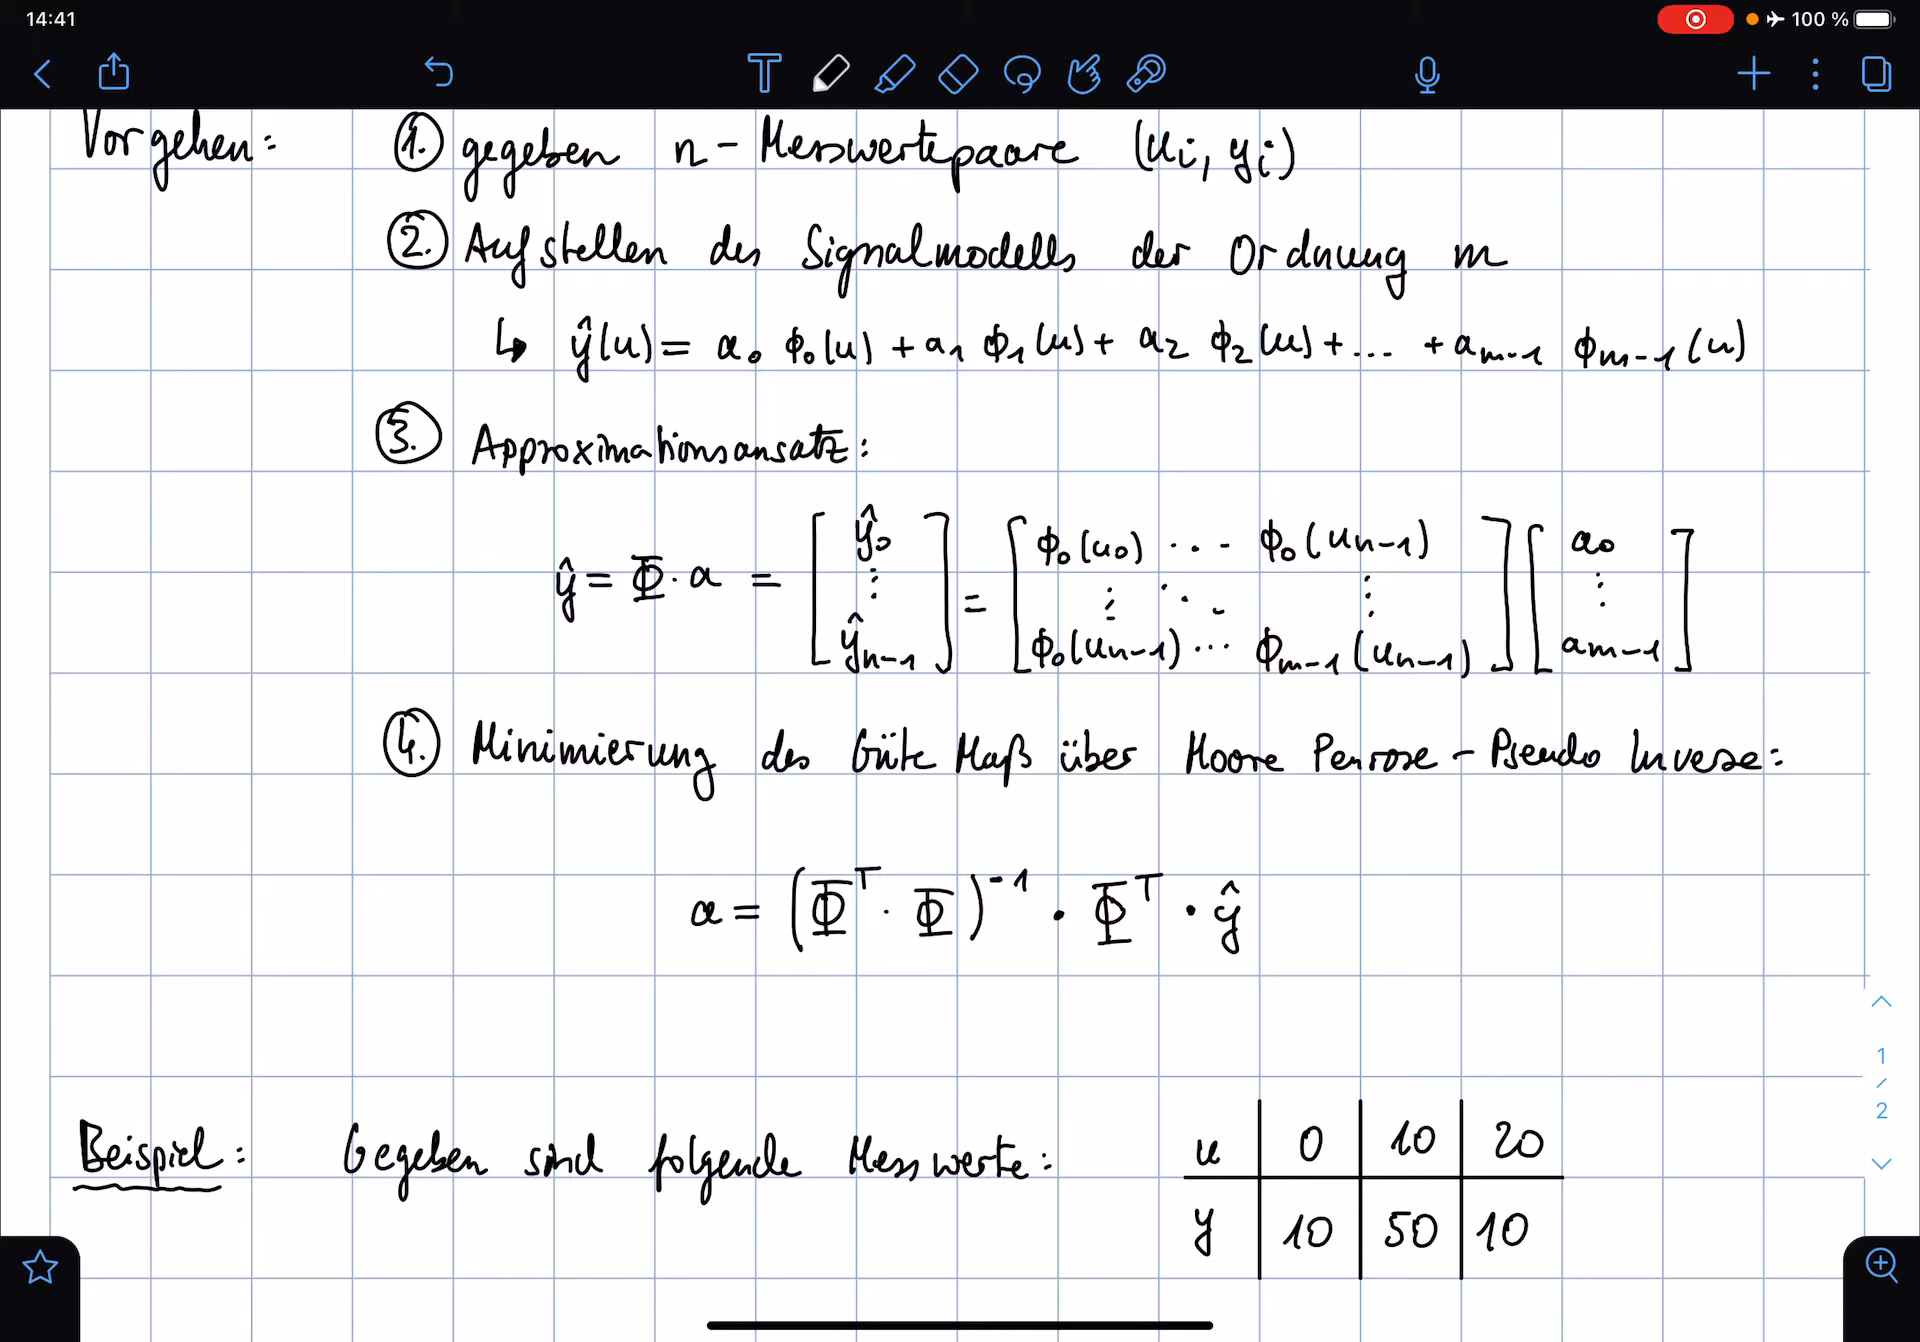 14:41
100 %
Vorgehen: 1. gegeben n - Messwertepaare (ui, yi)
2. Aufstellen des Signalmodells der Ordnung m
↳ ŷ(u) = a0 ϕ0(u) + a1 ϕ1(u) + a2 ϕ2(u) + ... + am-1 ϕm-1(u)
3. Approximationsansatz:
ŷ = Φ · a = [ŷ0 ⋮ ŷn-1] = [ϕ0(u0) ... ϕ0(un-1) ⋮ ⋱ ⋮ ϕ0(un-1) ... ϕm-1(un-1)] [a0 ⋮ am-1]
4. Minimierung des Güte Maß über Moore Penrose - Pseudo Inverse:
a = (Φ^T · Φ)^-1 · Φ^T · ŷ
1
/
2
Beispiel: Gegeben sind folgende Messwerte:
u 0 10 20
y 10 50 10